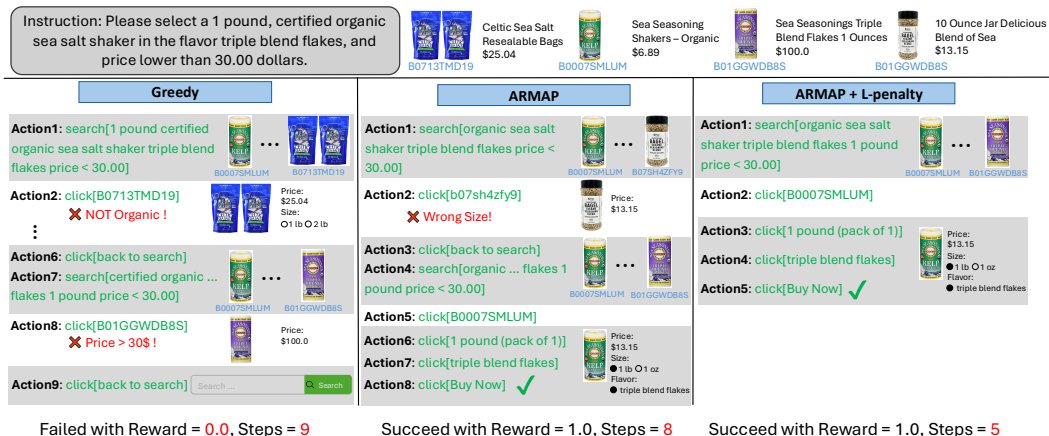 Instruction: Please select a 1 pound, certified organic
sea salt shaker in the flavor triple blend flakes, and
price lower than 30.00 dollars.
Celtic Sea Salt
Resealable Bags
$25.04
B0713TMD19
Sea Seasoning
Shakers – Organic
$6.89
B0007SMLUM
Sea Seasonings Triple
Blend Flakes 1 Ounces
$100.0
B01GGWDB8S
10 Ounce Jar Delicious
Blend of Sea
$13.15
B01GGWDB8S
Greedy
Action1: search[1 pound certified
organic sea salt shaker triple blend
flakes price < 30.00]
B0007SMLUM
...
B0713TMD19
Action2: click[B0713TMD19]
NOT Organic !
Price:
$25.04
Size:
1 lb 2 lb
Action6: click[back to search]
Action7: search[certified organic ...
flakes 1 pound price < 30.00]
B0007SMLUM
...
B01GGWDB8S
Action8: click[B01GGWDB8S]
Price > 30$ !
Price:
$100.0
Action9: click[back to search]
Search ...
Search
Failed with Reward = 0.0, Steps = 9
ARMAP
Action1: search[organic sea salt
shaker triple blend flakes price <
30.00]
B0007SMLUM
...
B07SH4ZFY9
Action2: click[b07sh4zfy9]
Wrong Size!
Price:
$13.15
Action3: click[back to search]
Action4: search[organic ... flakes 1
pound price < 30.00]
B0007SMLUM
...
B01GGWDB8S
Action5: click[B0007SMLUM]
Action6: click[1 pound (pack of 1)]
Action7: click[triple blend flakes]
Action8: click[Buy Now]
Price:
$13.15
Size:
1 lb 1 oz
Flavor:
triple blend flakes
Succeed with Reward = 1.0, Steps = 8
ARMAP + L-penalty
Action1: search[organic sea salt
shaker triple blend flakes 1 pound
price < 30.00]
B0007SMLUM
...
B01GGWDB8S
Action2: click[B0007SMLUM]
Action3: click[1 pound (pack of 1)]
Action4: click[triple blend flakes]
Action5: click[Buy Now]
Price:
$13.15
Size:
1 lb 1 oz
Flavor:
triple blend flakes
Succeed with Reward = 1.0, Steps = 5